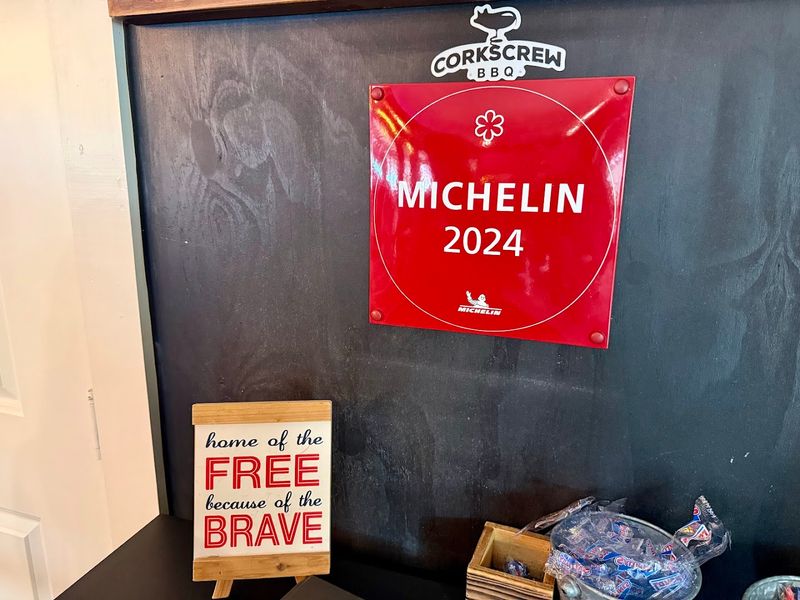 CORKSCREW
BBQ
MICHELIN
2024
MICHELIN
home of the
FREE
because of the
BRAVE